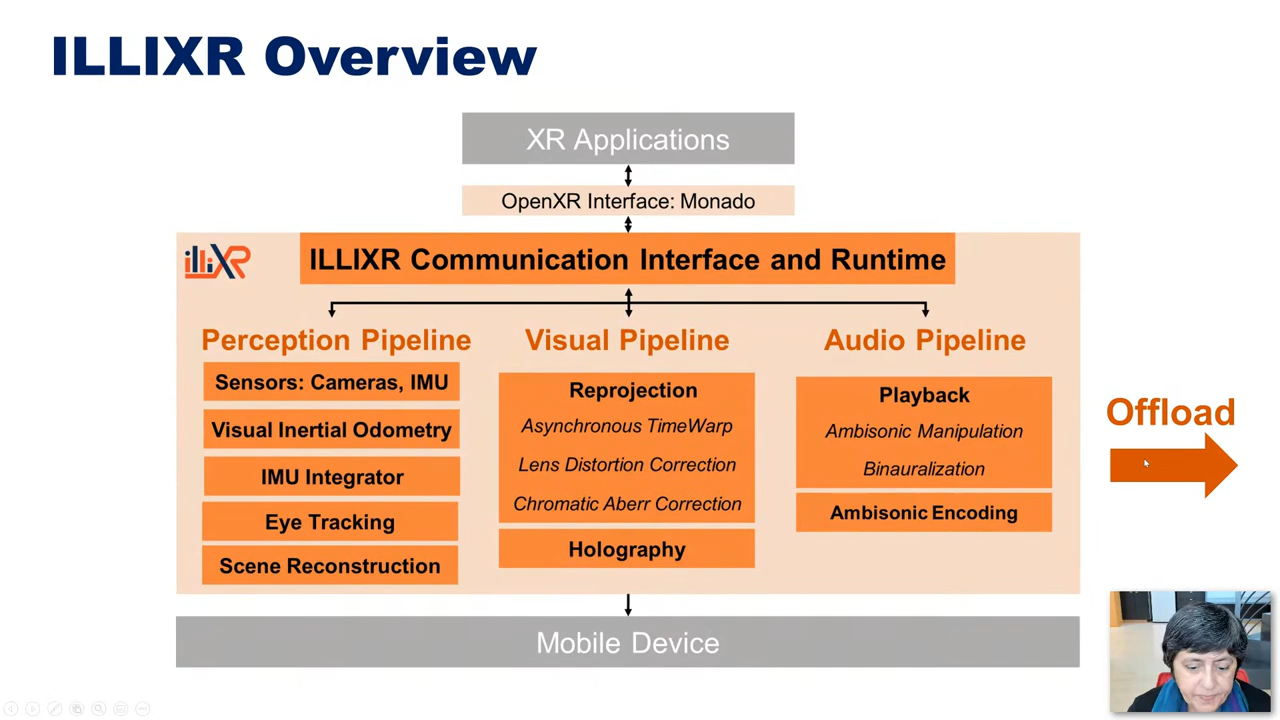 ILLIXR Overview
XR Applications
OpenXR Interface: Monado
illiXR
ILLIXR Communication Interface and Runtime
Perception Pipeline
Sensors: Cameras, IMU
Visual Inertial Odometry
IMU Integrator
Eye Tracking
Scene Reconstruction
Visual Pipeline
Reprojection
Asynchronous TimeWarp
Lens Distortion Correction
Chromatic Aberr Correction
Holography
Audio Pipeline
Playback
Ambisonic Manipulation
Binauralization
Ambisonic Encoding
Offload
Mobile Device